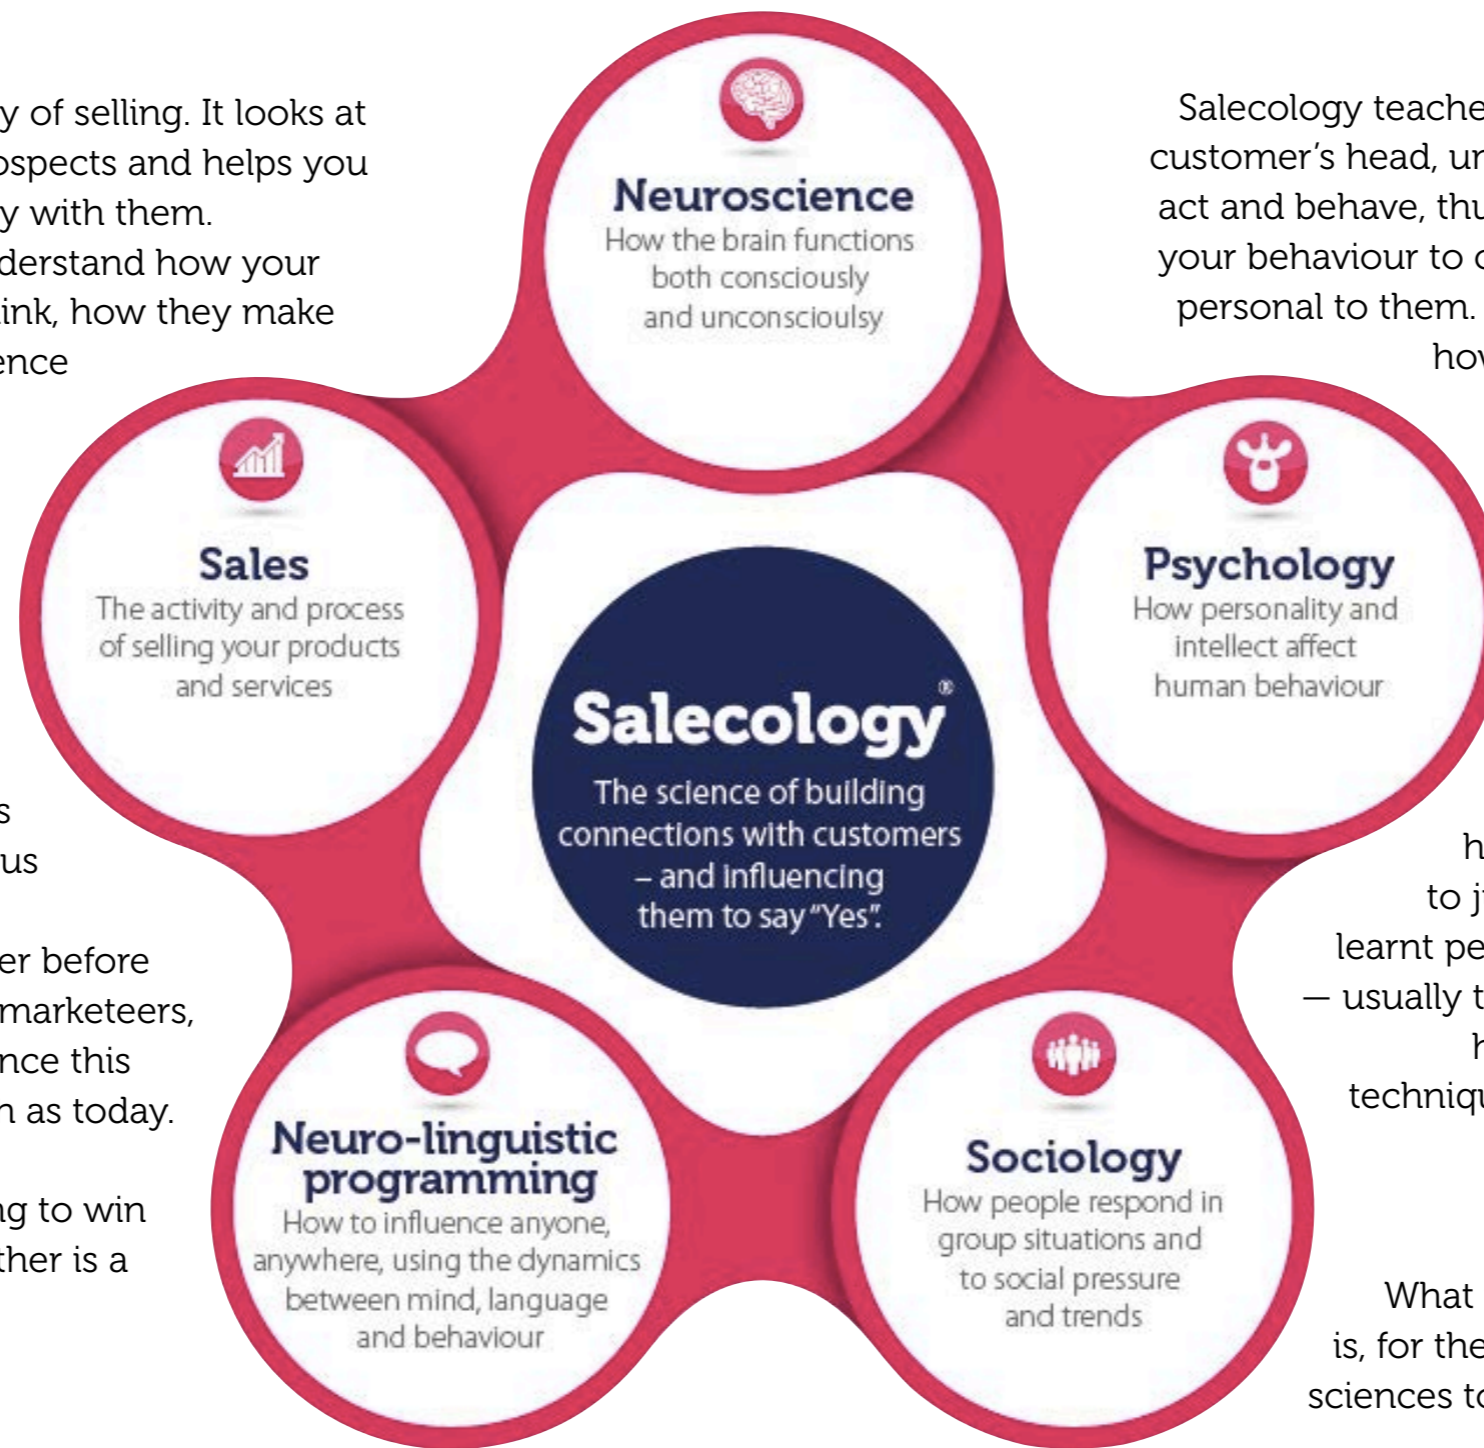 y of selling. It looks at
ospects and helps you
y with them.
derstand how your
ink, how they make
ence
s
us
er before
marketeers,
nce this
n as today.
ng to win
ther is a
Neuroscience
How the brain functions
both consciously
and unconscioulsy
Sales
The activity and process
of selling your products
and services
Salecology®
The science of building
connections with customers
– and influencing
them to say “Yes”.
Psychology
How personality and
intellect affect
human behaviour
Neuro-linguistic
programming
How to influence anyone,
anywhere, using the dynamics
between mind, language
and behaviour
Sociology
How people respond in
group situations and
to social pressure
and trends
Salecology teache
customer’s head, un
act and behave, thu
your behaviour to c
personal to them.
how
h
to j
learnt pe
— usually t
h
techniqu
What
is, for the
sciences to